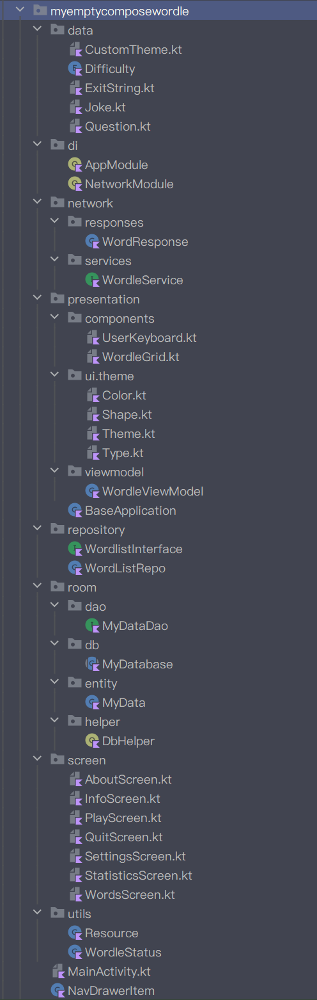 myemptycomposewordle
data
CustomTheme.kt
Difficulty
ExitString.kt
Joke.kt
Question.kt
di
AppModule
NetworkModule
network
responses
WordResponse
services
WordleService
presentation
components
UserKeyboard.kt
WordleGrid.kt
ui.theme
Color.kt
Shape.kt
Theme.kt
Type.kt
viewmodel
WordleViewModel
BaseApplication
repository
WordlistInterface
WordListRepo
room
dao
MyDataDao
db
MyDatabase
entity
MyData
helper
DbHelper
screen
AboutScreen.kt
InfoScreen.kt
PlayScreen.kt
QuitScreen.kt
SettingsScreen.kt
StatisticsScreen.kt
WordsScreen.kt
utils
Resource
WordleStatus
MainActivity.kt
NavDrawerItem